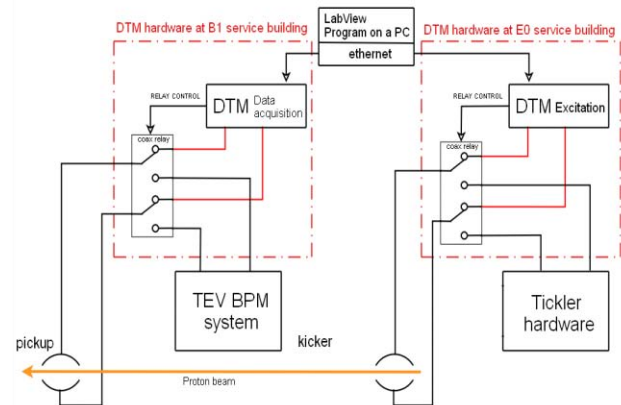 LabView
Program on a PC
ethernet
DTM hardware at B1 service building
DTM hardware at E0 service building
RELAY CONTROL
DTM Data
acquisition
coax relay
RELAY CONTROL
DTM Excitation
coax relay
TEV BPM
system
Tickler
hardware
pickup
kicker
Proton beam